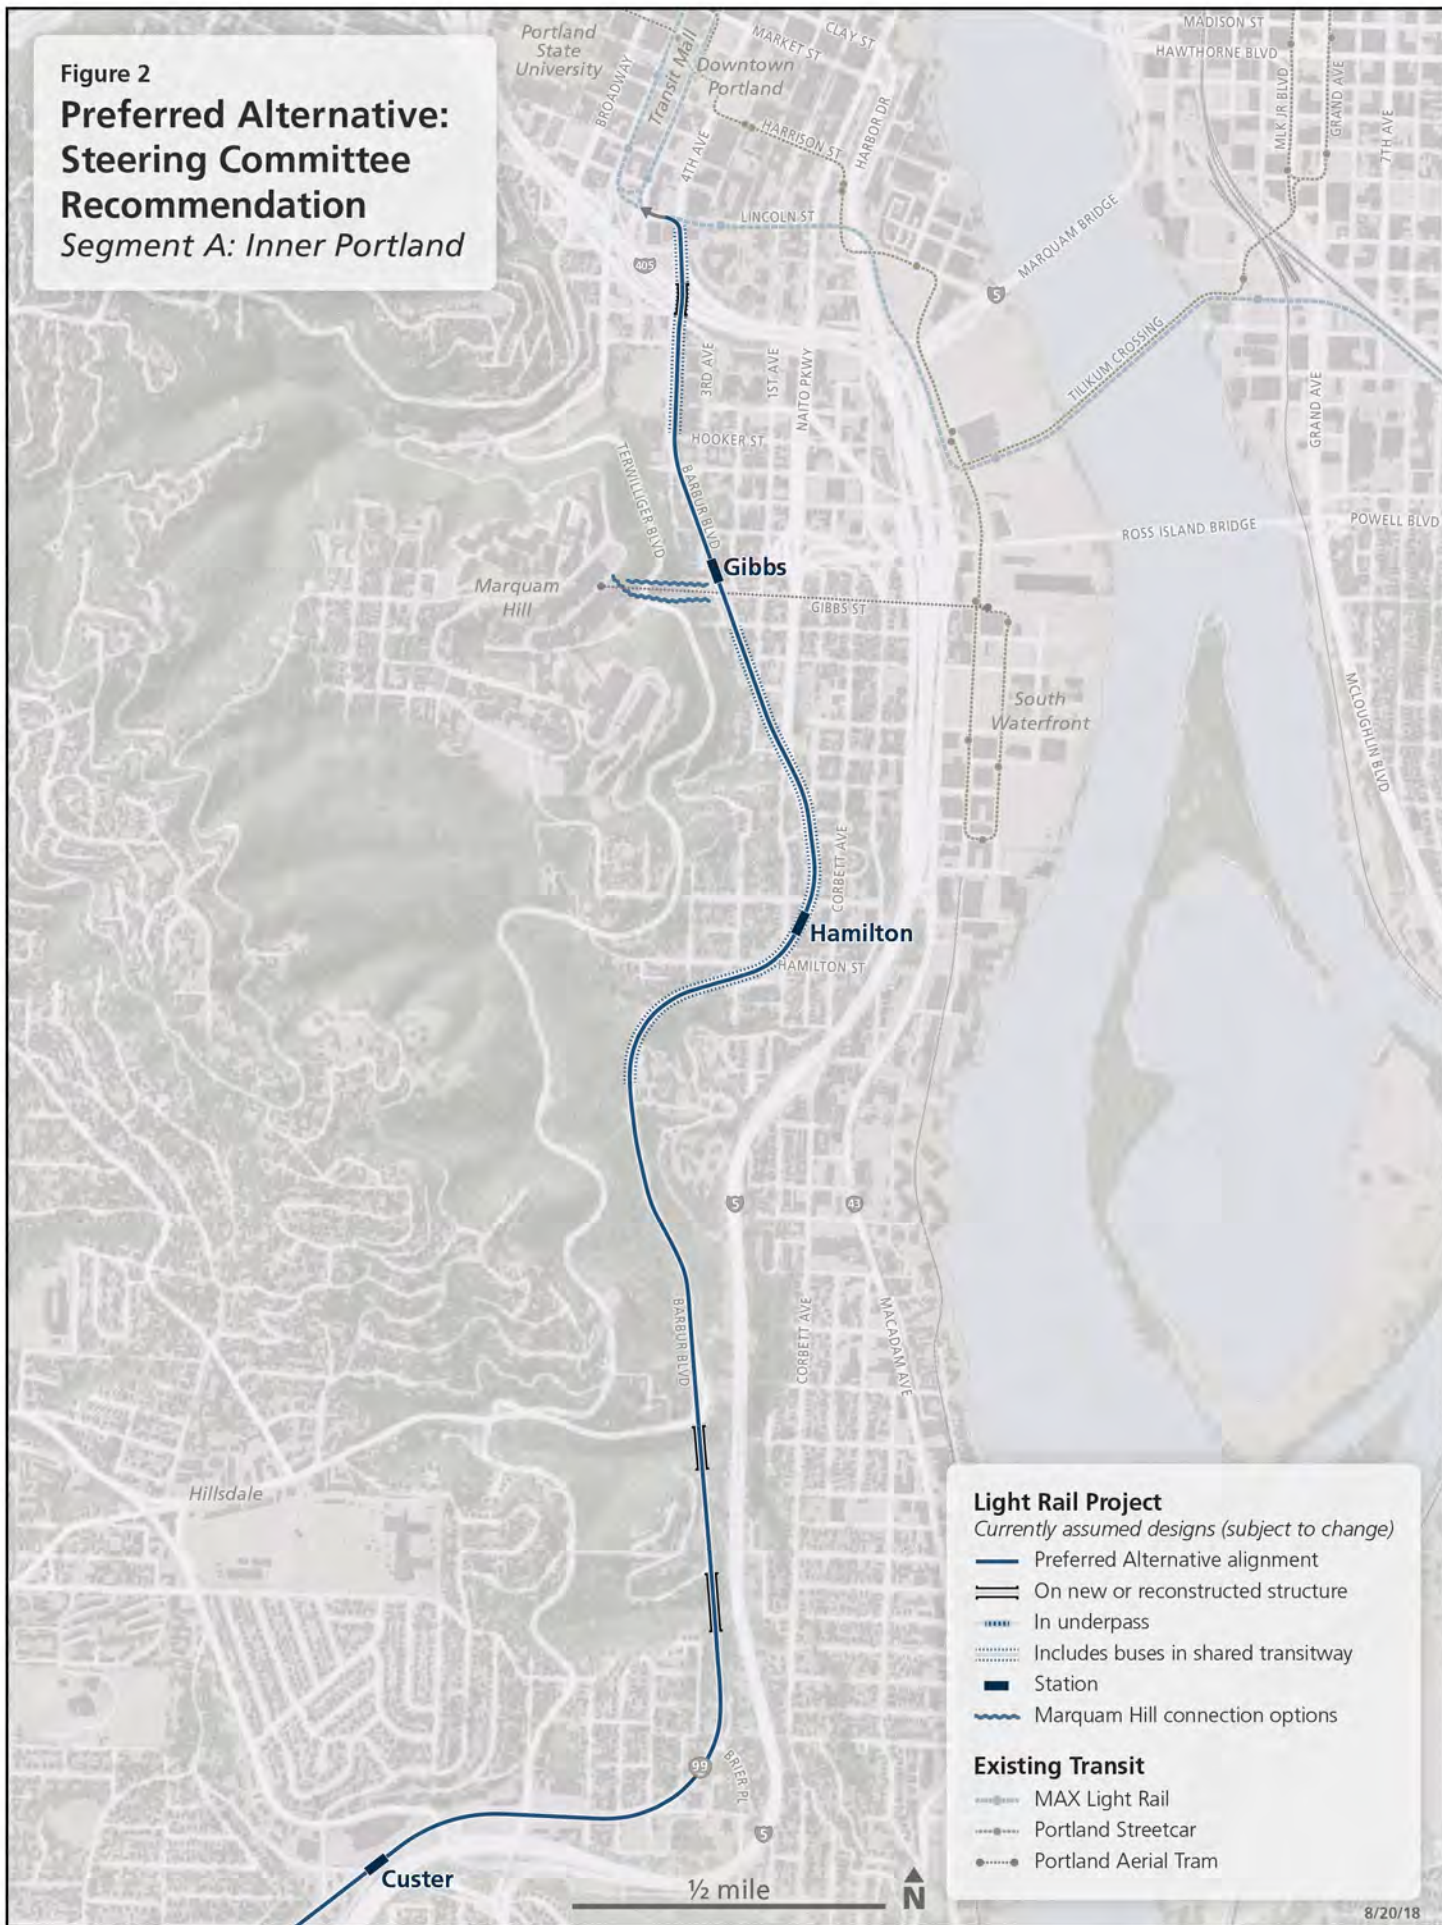 Figure 2
Preferred Alternative:
Steering Committee
Recommendation
Segment A: Inner Portland
Portland
State
University
BROADWAY
Transit Mall
Downtown
Portland
MARKET ST
CLAY ST
HARBOR DR
HARRISON ST
4TH AVE
LINCOLN ST
405
MADISON ST
HAWTHORNE BLVD
MLK JR BLVD
GRAND AVE
7TH AVE
MARQUAM BRIDGE
5
TILIKUM CROSSING
3RD AVE
1ST AVE
NAITO PKWY
GRAND AVE
HOOKER ST
TERWILLIGER BLVD
BARBUR BLVD
ROSS ISLAND BRIDGE
POWELL BLVD
Gibbs
Marquam
Hill
GIBBS ST
South
Waterfront
MCLOUGHLIN BLVD
CORBETT AVE
Hamilton
HAMILTON ST
5
43
BARBUR BLVD
CORBETT AVE
MACADAM AVE
Hillsdale
99
BRIER PL
5
Custer
½ mile
N
Light Rail Project
Currently assumed designs (subject to change)
Preferred Alternative alignment
On new or reconstructed structure
In underpass
Includes buses in shared transitway
Station
Marquam Hill connection options
Existing Transit
MAX Light Rail
Portland Streetcar
Portland Aerial Tram
8/20/18